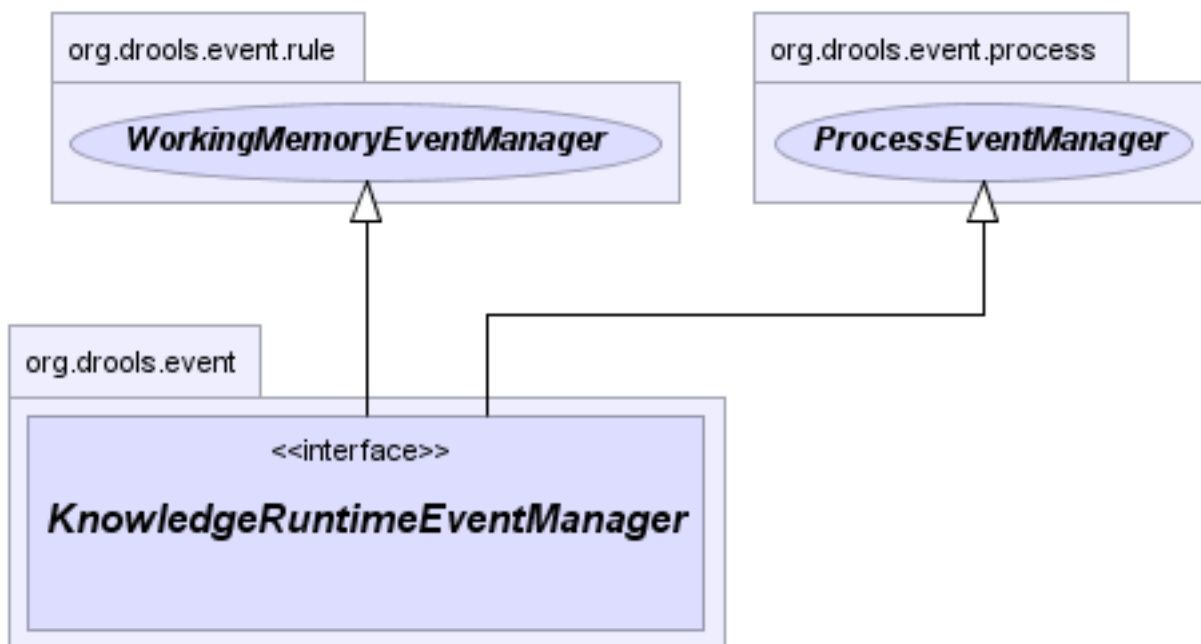 org.drools.event.rule
WorkingMemoryEventManager
org.drools.event.process
ProcessEventManager
org.drools.event
<<interface>>
KnowledgeRuntimeEventManager